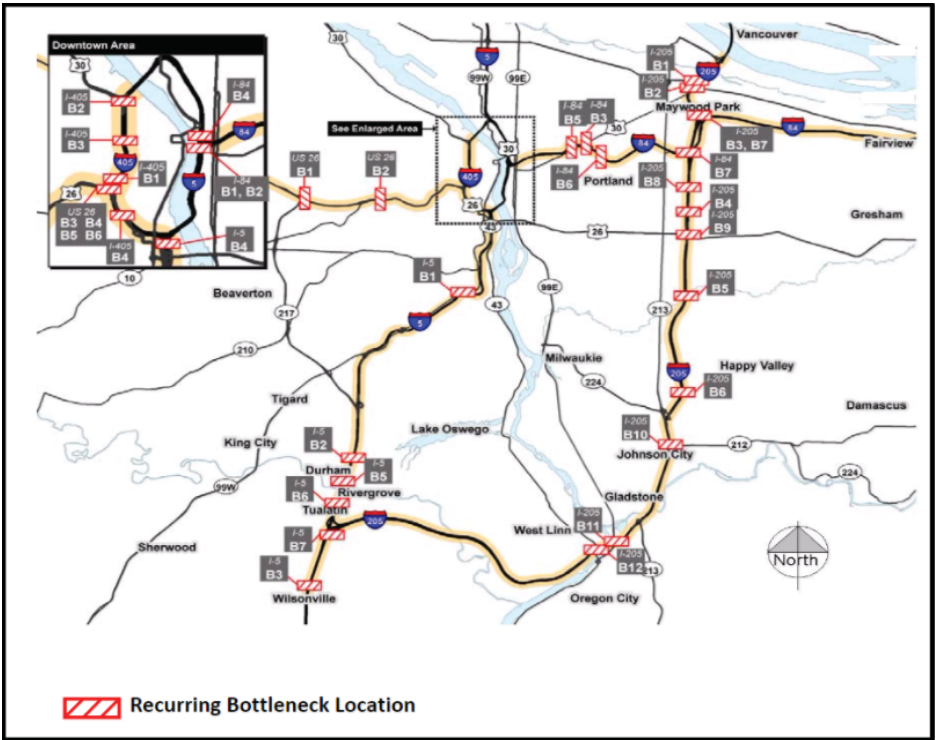 Downtown Area
30
I-405
B2
I-405
B3
405
I-405
B1
26
US 26
B3 B4
B5 B6
I-405
B4
I-84
B4
84
I-84
B1, B2
5
I-5
B4
30
5
99W
99E
See Enlarged Area
30
405
26
43
US 26
B1
US 26
B2
I-84
B5
I-84
B3
30
I-84
B6
Portland
84
Vancouver
I-205
B1
205
I-205
B2
Maywood Park
I-205
B3, B7
84
Fairview
I-84
B7
I-205
B8
I-205
B4
Gresham
I-205
B9
26
10
Beaverton
217
210
I-5
B1
5
43
99E
213
I-205
B5
Milwaukie
224
205
Happy Valley
I-205
B6
Damascus
Tigard
King City
Lake Oswego
I-205
B10
Johnson City
212
224
I-5
B2
Durham
I-5
B5
Rivergrove
I-5
B6
Tualatin
99W
205
Gladstone
West Linn
I-205
B11
I-205
B12
213
Sherwood
I-5
B7
I-5
B3
Wilsonville
Oregon City
North
Recurring Bottleneck Location